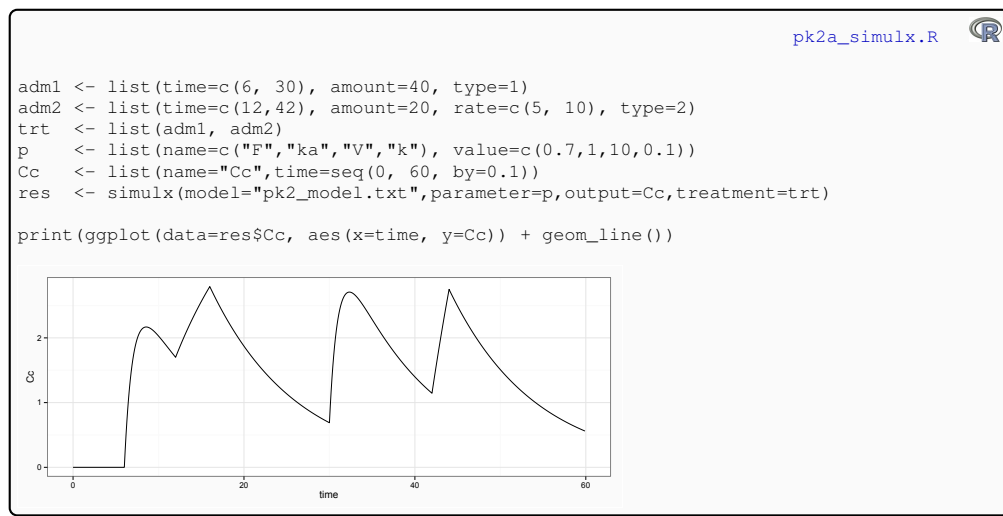 pk2a_simulx.R R
adm1 <- list(time=c(6, 30), amount=40, type=1)
adm2 <- list(time=c(12,42), amount=20, rate=c(5, 10), type=2)
trt  <- list(adm1, adm2)
p    <- list(name=c("F","ka","V","k"), value=c(0.7,1,10,0.1))
Cc   <- list(name="Cc",time=seq(0, 60, by=0.1))
res  <- simulx(model="pk2_model.txt",parameter=p,output=Cc,treatment=trt)
print(ggplot(data=res$Cc, aes(x=time, y=Cc)) + geom_line())
2
Cc
1
0
0 20 40 60
time